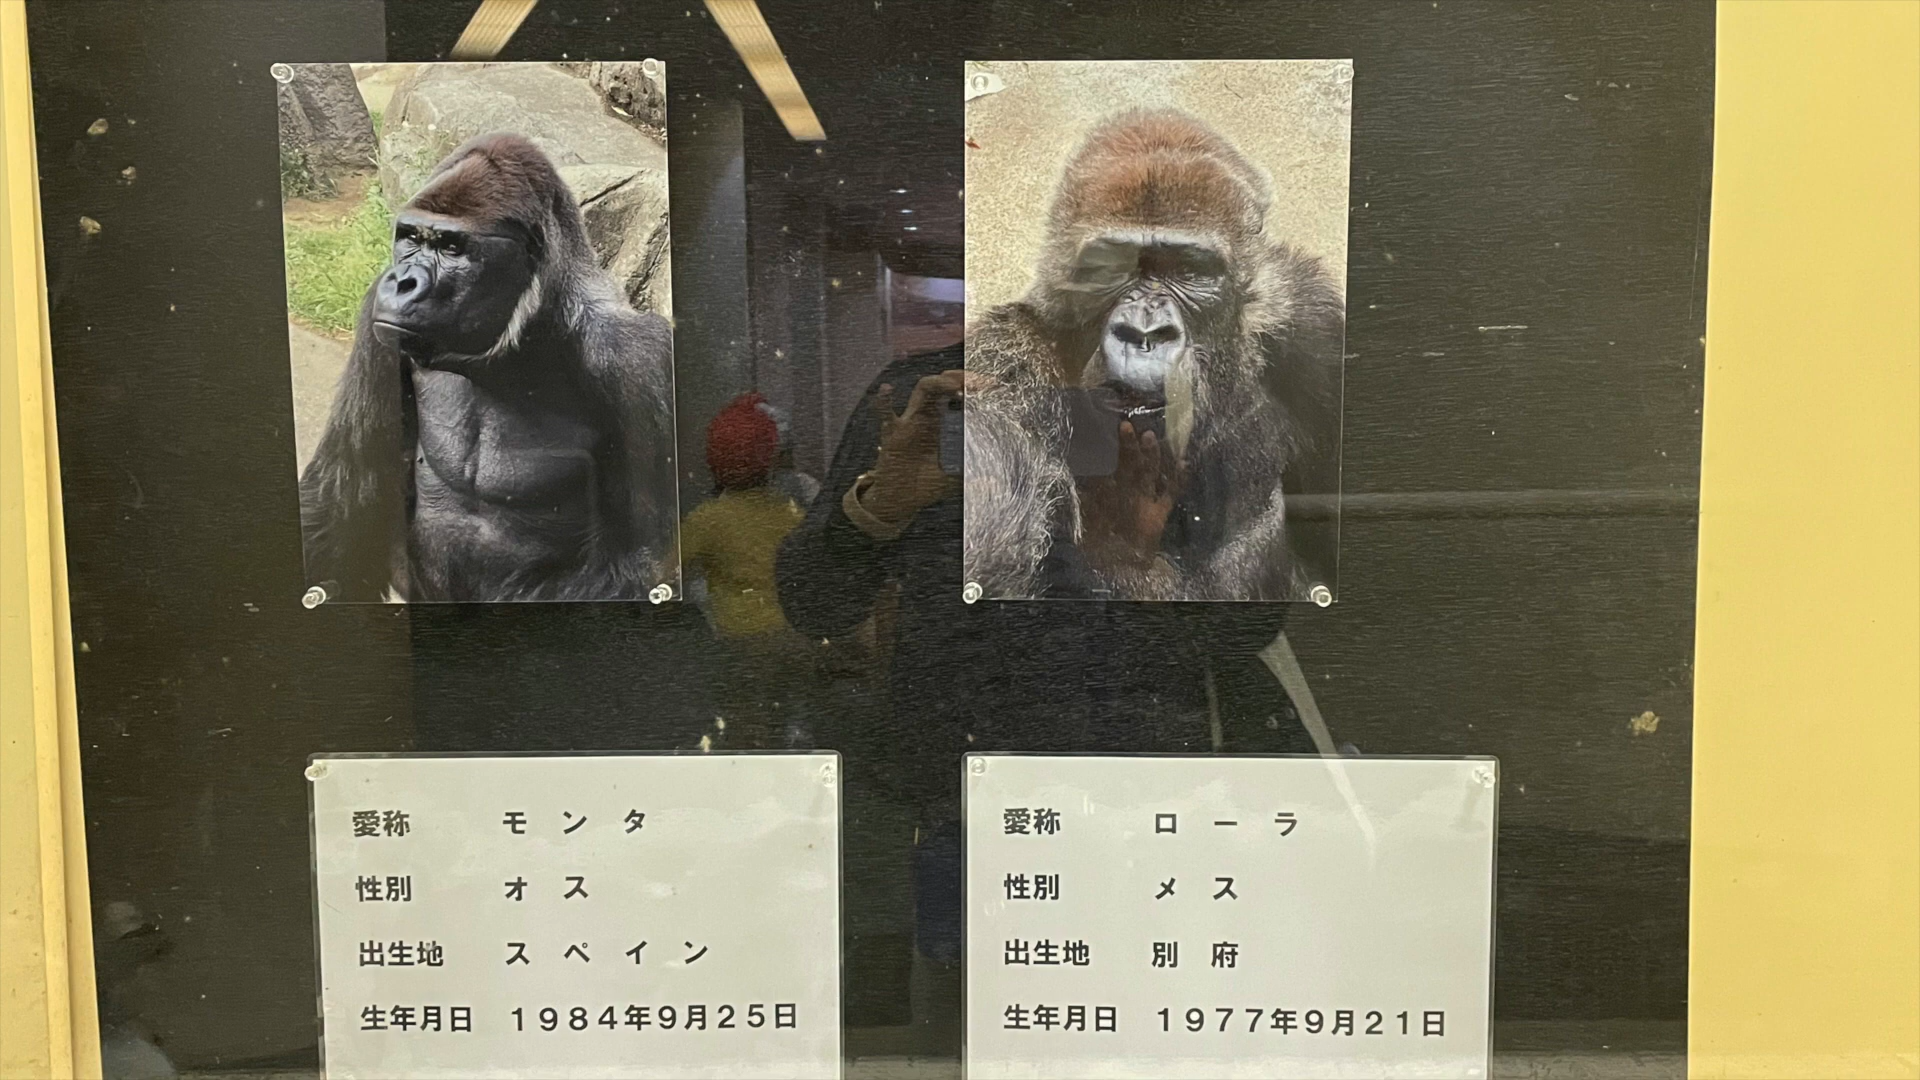 愛称 モンタ
性別 オス
出生地 スペイン
生年月日 1984年9月25日
愛称 ローラ
性別 メス
出生地 別府
生年月日 1977年9月21日